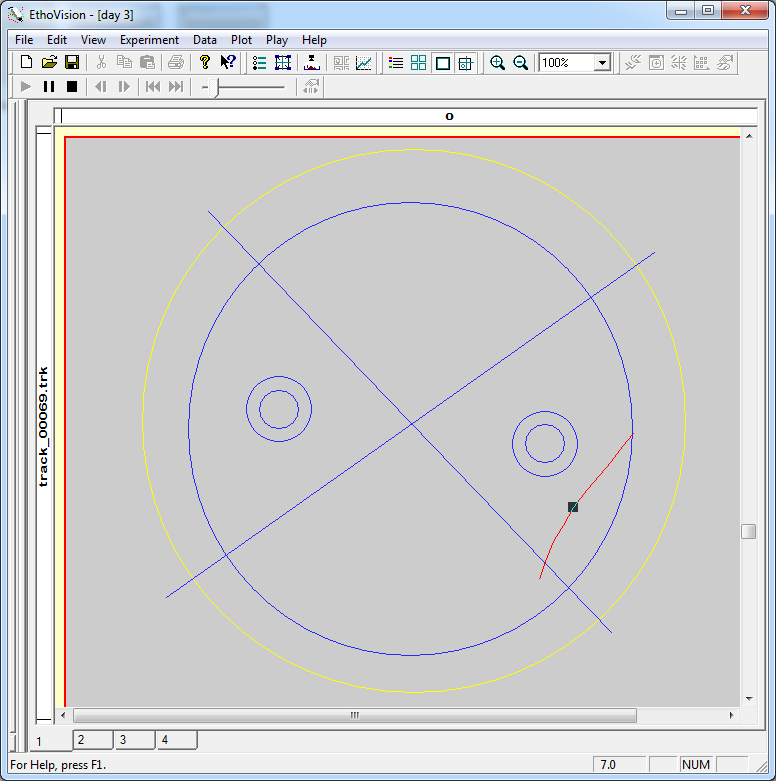 EthoVision - [day 3]
File Edit View Experiment Data Plot Play Help
100%
o
track_00069.trk
1 2 3 4
For Help, press F1.
7.0 NUM